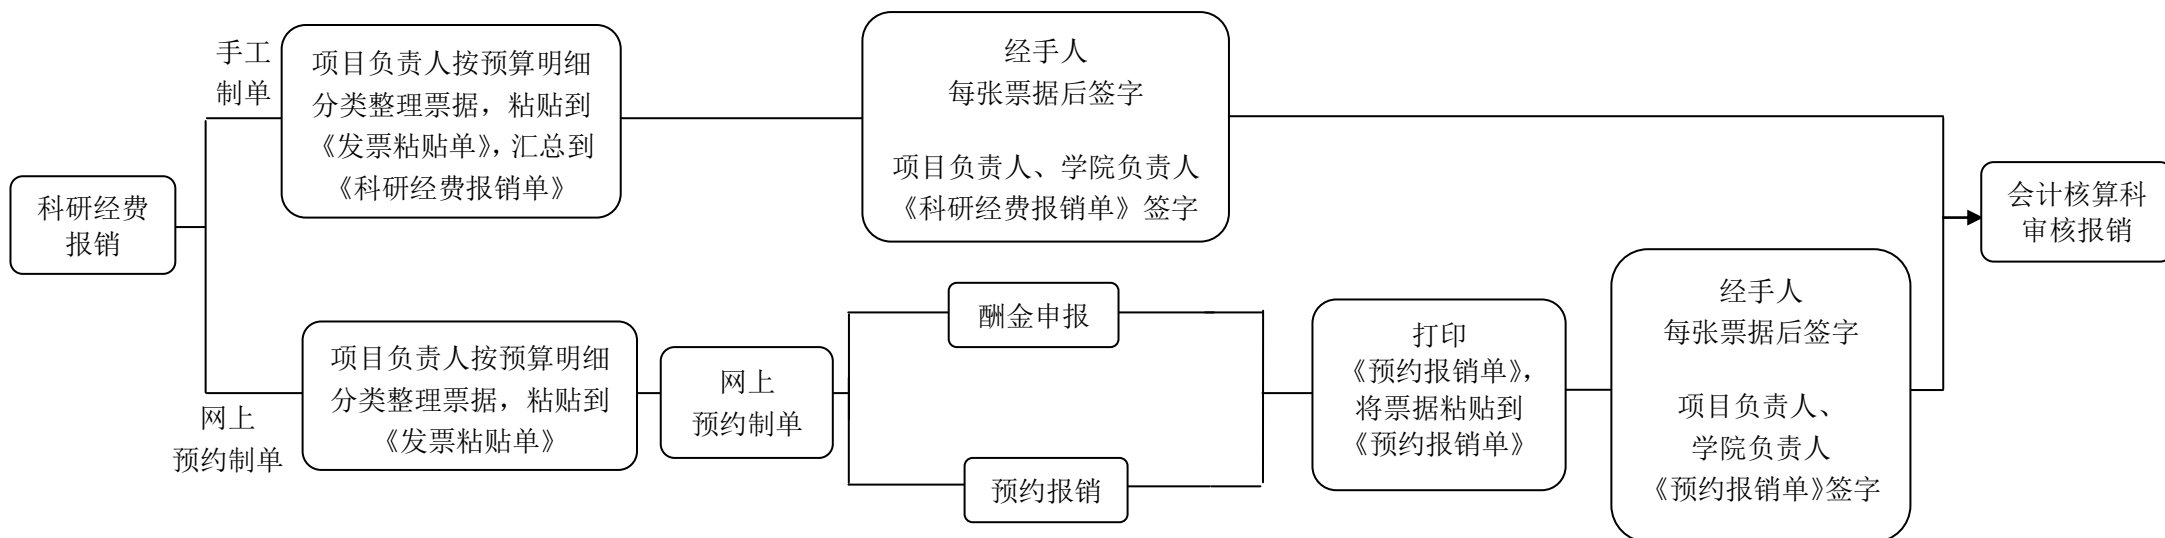 科研经费
报销
手工
制单
项目负责人按预算明细
分类整理票据，粘贴到
《发票粘贴单》，汇总到
《科研经费报销单》
经手人
每张票据后签字
项目负责人、学院负责人
《科研经费报销单》签字
网上
预约制单
项目负责人按预算明细
分类整理票据，粘贴到
《发票粘贴单》
网上
预约制单
酬金申报
预约报销
打印
《预约报销单》，
将票据粘贴到
《预约报销单》
经手人
每张票据后签字
项目负责人、
学院负责人
《预约报销单》签字
会计核算科
审核报销